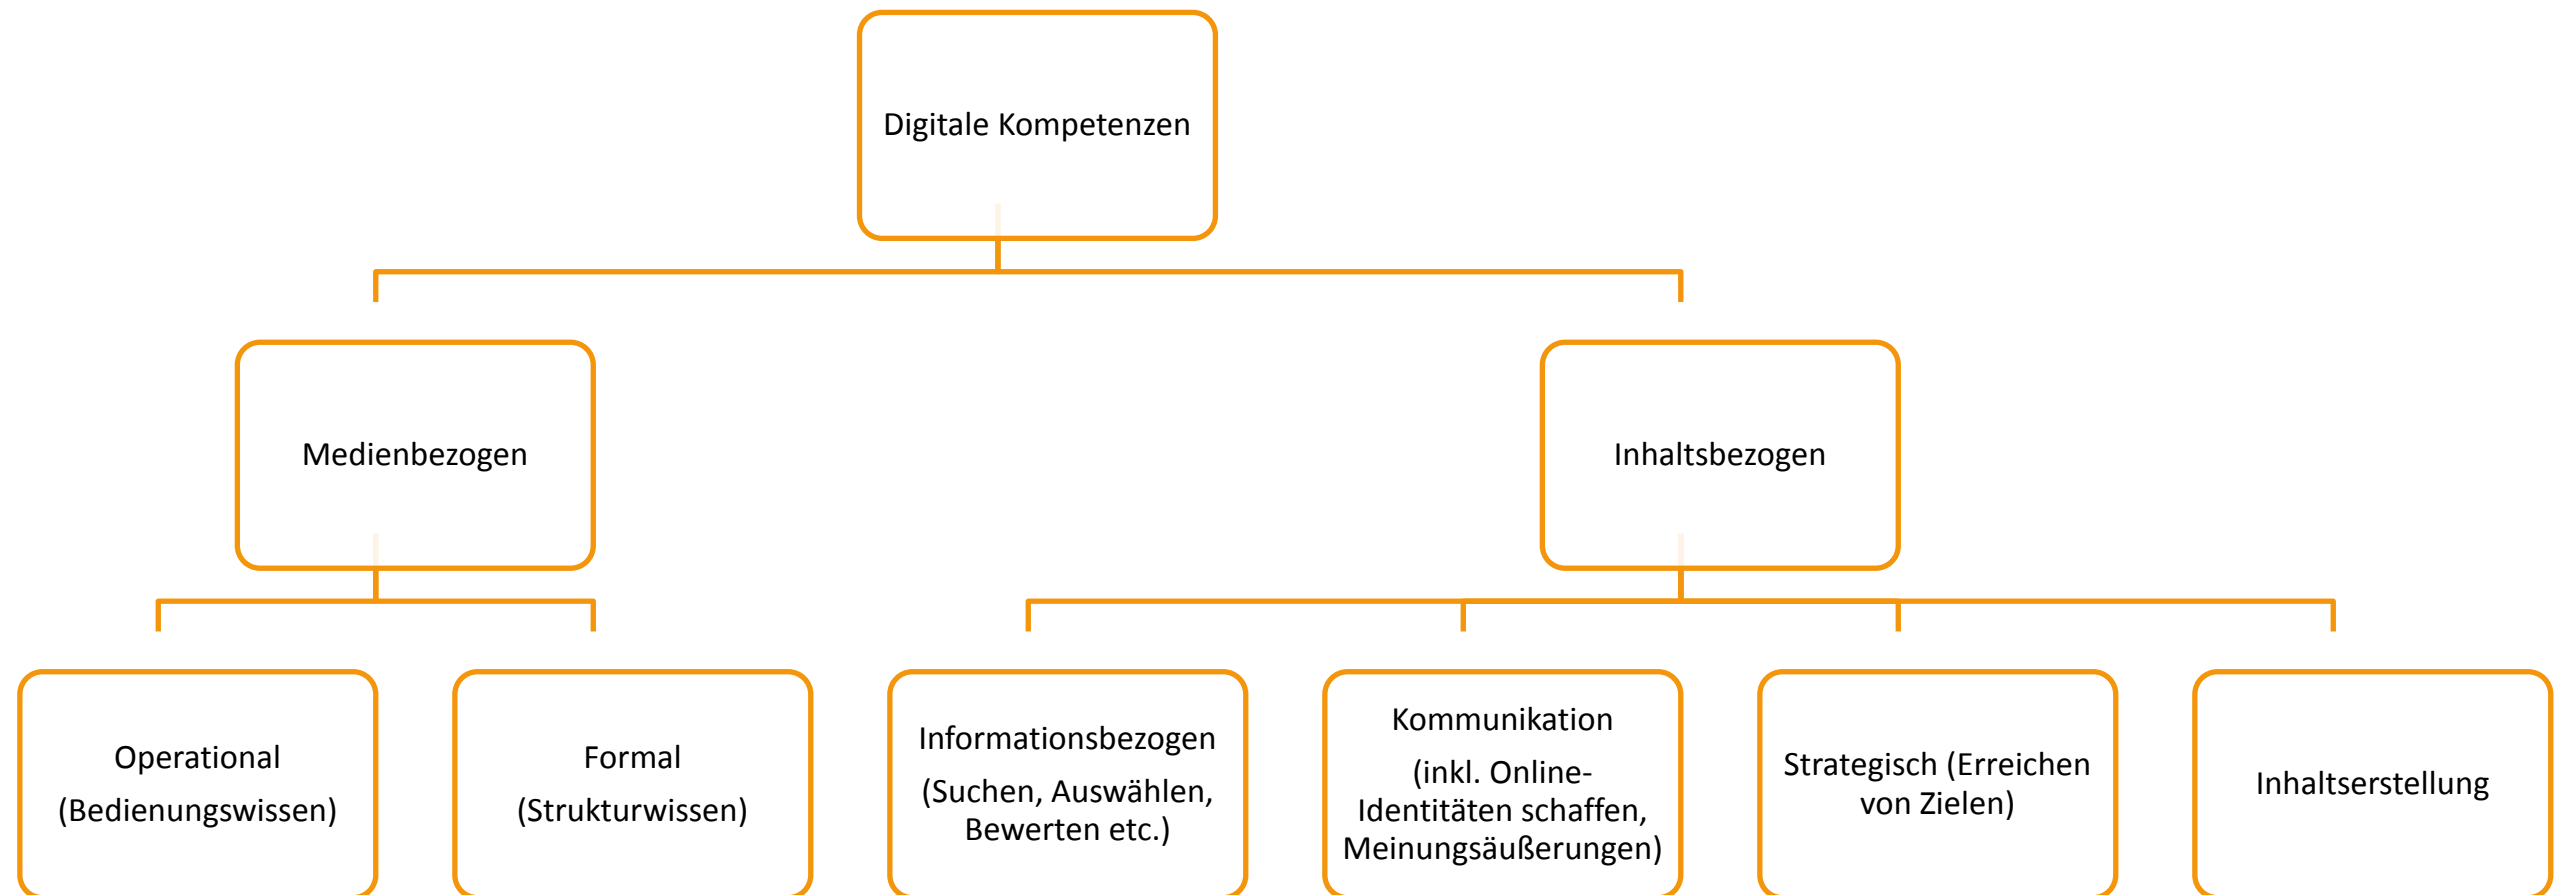 Digitale Kompetenzen
Medienbezogen
Inhaltsbezogen
Operational
(Bedienungswissen)
Formal
(Strukturwissen)
Informationsbezogen
(Suchen, Auswählen,
Bewerten etc.)
Kommunikation
(inkl. Online-
Identitäten schaffen,
Meinungsäußerungen)
Strategisch (Erreichen
von Zielen)
Inhaltserstellung